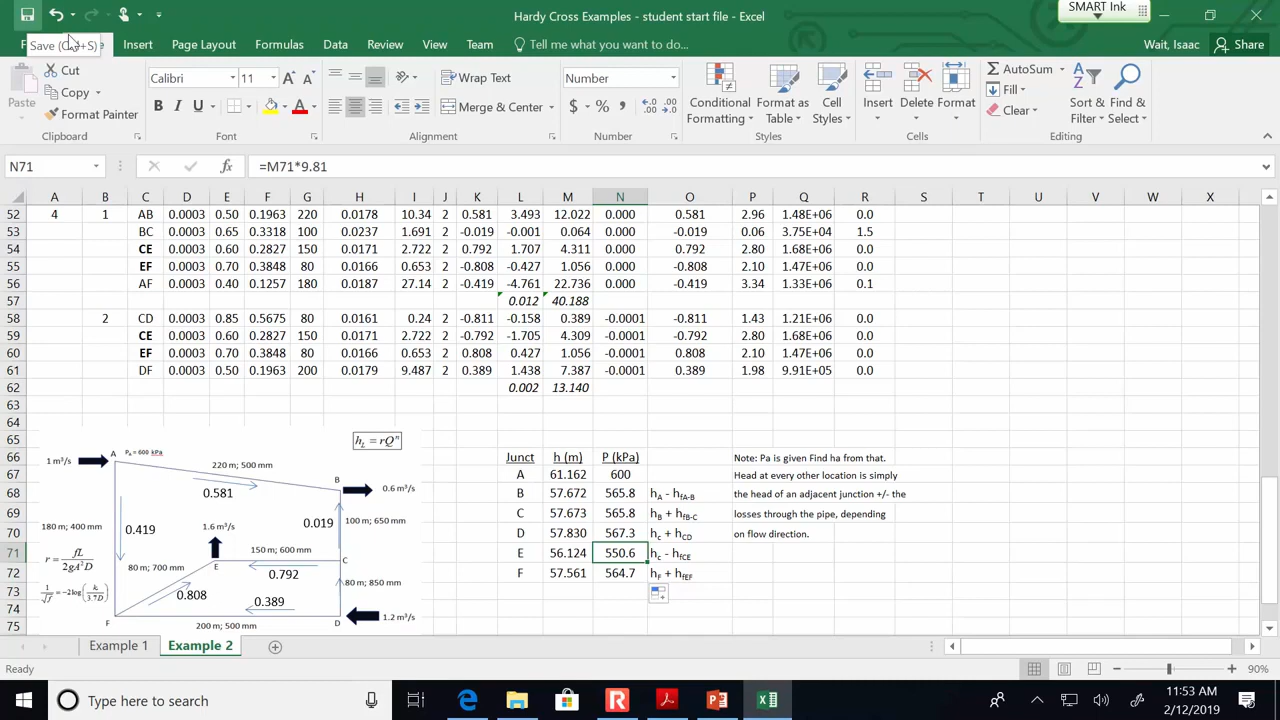 Hardy Cross Examples - student start file - Excel
SMART Ink
Save (Ctrl+S)
Insert Page Layout Formulas Data Review View Team Tell me what you want to do... Wait, Isaac Share
Paste
Cut
Copy
Format Painter
Calibri 11
B I U
Wrap Text
Merge & Center
Number
$ % ,
Conditional Formatting
Format as Table
Cell Styles
Insert Delete Format
AutoSum
Fill
Clear
Sort & Filter
Find & Select
Clipboard Font Alignment Number Styles Cells Editing
N71 fx =M71*9.81
A B C D E F G H I J K L M N O P Q R S T U V W X
52 4 1 AB 0.0003 0.50 0.1963 220 0.0178 10.34 2 0.581 3.493 12.022 0.000 0.581 2.96 1.48E+06 0.0
53 BC 0.0003 0.65 0.3318 100 0.0237 1.691 2 -0.019 -0.001 0.064 0.000 -0.019 0.06 3.75E+04 1.5
54 CE 0.0003 0.60 0.2827 150 0.0171 2.722 2 0.792 1.707 4.311 0.000 0.792 2.80 1.68E+06 0.0
55 EF 0.0003 0.70 0.3848 80 0.0166 0.653 2 -0.808 -0.427 1.056 0.000 -0.808 2.10 1.47E+06 0.0
56 AF 0.0003 0.40 0.1257 180 0.0187 27.14 2 -0.419 -4.761 22.736 0.000 -0.419 3.34 1.33E+06 0.1
57 0.012 40.188
58 2 CD 0.0003 0.85 0.5675 80 0.0161 0.24 2 -0.811 -0.158 0.389 -0.0001 -0.811 1.43 1.21E+06 0.0
59 CE 0.0003 0.60 0.2827 150 0.0171 2.722 2 -0.792 -1.705 4.309 -0.0001 -0.792 2.80 1.68E+06 0.0
60 EF 0.0003 0.70 0.3848 80 0.0166 0.653 2 0.808 0.427 1.056 -0.0001 0.808 2.10 1.47E+06 0.0
61 DF 0.0003 0.50 0.1963 200 0.0179 9.487 2 0.389 1.438 7.387 -0.0001 0.389 1.98 9.91E+05 0.0
62 0.002 13.140
63
64
65
66 Junct h (m) P (kPa) Note: Pa is given Find ha from that.
67 A 61.162 600 Head at every other location is simply
68 B 57.672 565.8 hA - hfA-B the head of an adjacent junction +/- the
69 C 57.673 565.8 hB + hfB-C losses through the pipe, depending
70 D 57.830 567.3 hc + hCD on flow direction.
71 E 56.124 550.6 hc - hfCE
72 F 57.561 564.7 hF + hfEF
73
74
75
hL = rQⁿ
A PA = 600 kPa
1 m³/s
220 m; 500 mm
0.581
B
0.6 m³/s
180 m; 400 mm
0.419
1.6 m³/s
0.019
100 m; 650 mm
150 m; 600 mm
r = fL / 2gA²D
80 m; 700 mm
E
0.792
C
1/√f = -2log(ks / 3.7D)
0.808
0.389
80 m; 850 mm
1.2 m³/s
F
200 m; 500 mm
D
Example 1 Example 2
Ready 90%
Type here to search
11:53 AM
2/12/2019